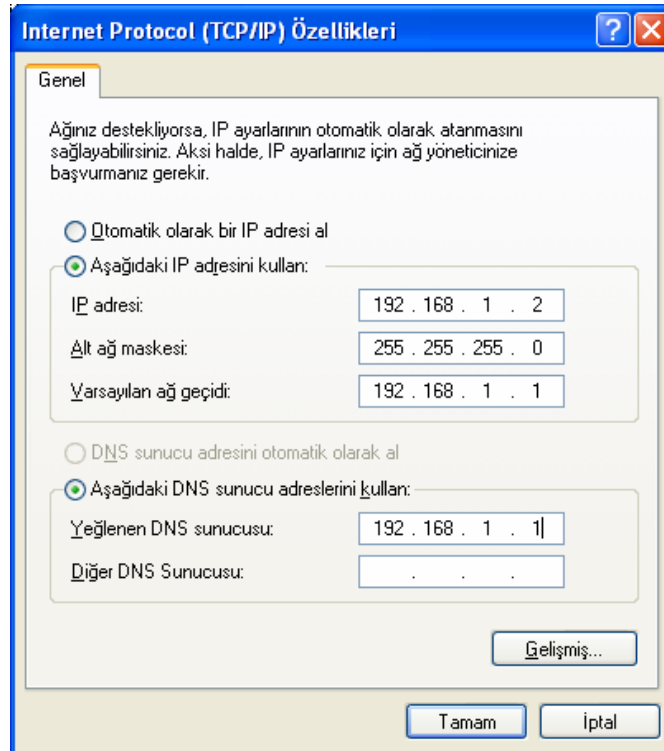 Internet Protocol (TCP/IP) Özellikleri
Genel
Ağınız destekliyorsa, IP ayarlarının otomatik olarak atanmasını
sağlayabilirsiniz. Aksi halde, IP ayarlarınız için ağ yöneticinize
başvurmanız gerekir.
Otomatik olarak bir IP adresi al
Aşağıdaki IP adresini kullan:
IP adresi: 192 . 168 . 1 . 2
Alt ağ maskesi: 255 . 255 . 255 . 0
Varsayılan ağ geçidi: 192 . 168 . 1 . 1
DNS sunucu adresini otomatik olarak al
Aşağıdaki DNS sunucu adreslerini kullan:
Yeğlenen DNS sunucusu: 192 . 168 . 1 . 1
Diğer DNS Sunucusu: . . .
Gelişmiş...
Tamam İptal